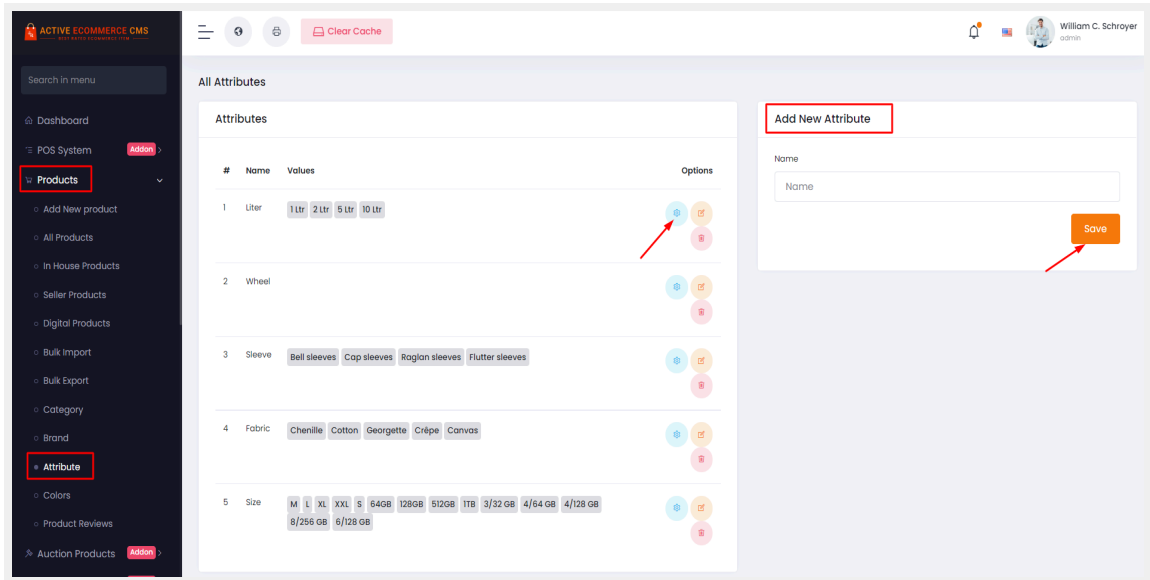 ACTIVE ECOMMERCE CMS
BEST RATED ECOMMERCE ITEM
Clear Cache
William C. Schroyer
admin
Search in menu
Dashboard
POS System Addon
Products
Add New product
All Products
In House Products
Seller Products
Digital Products
Bulk Import
Bulk Export
Category
Brand
Attribute
Colors
Product Reviews
Auction Products Addon
All Attributes
Attributes
# Name Values Options
1 Liter 1 Ltr 2 Ltr 5 Ltr 10 Ltr
2 Wheel
3 Sleeve Bell sleeves Cap sleeves Raglan sleeves Flutter sleeves
4 Fabric Chenille Cotton Georgette Crêpe Canvas
5 Size M L XL XXL S 64GB 128GB 512GB 1TB 3/32 GB 4/64 GB 4/128 GB
8/256 GB 6/128 GB
Add New Attribute
Name
Name
Save